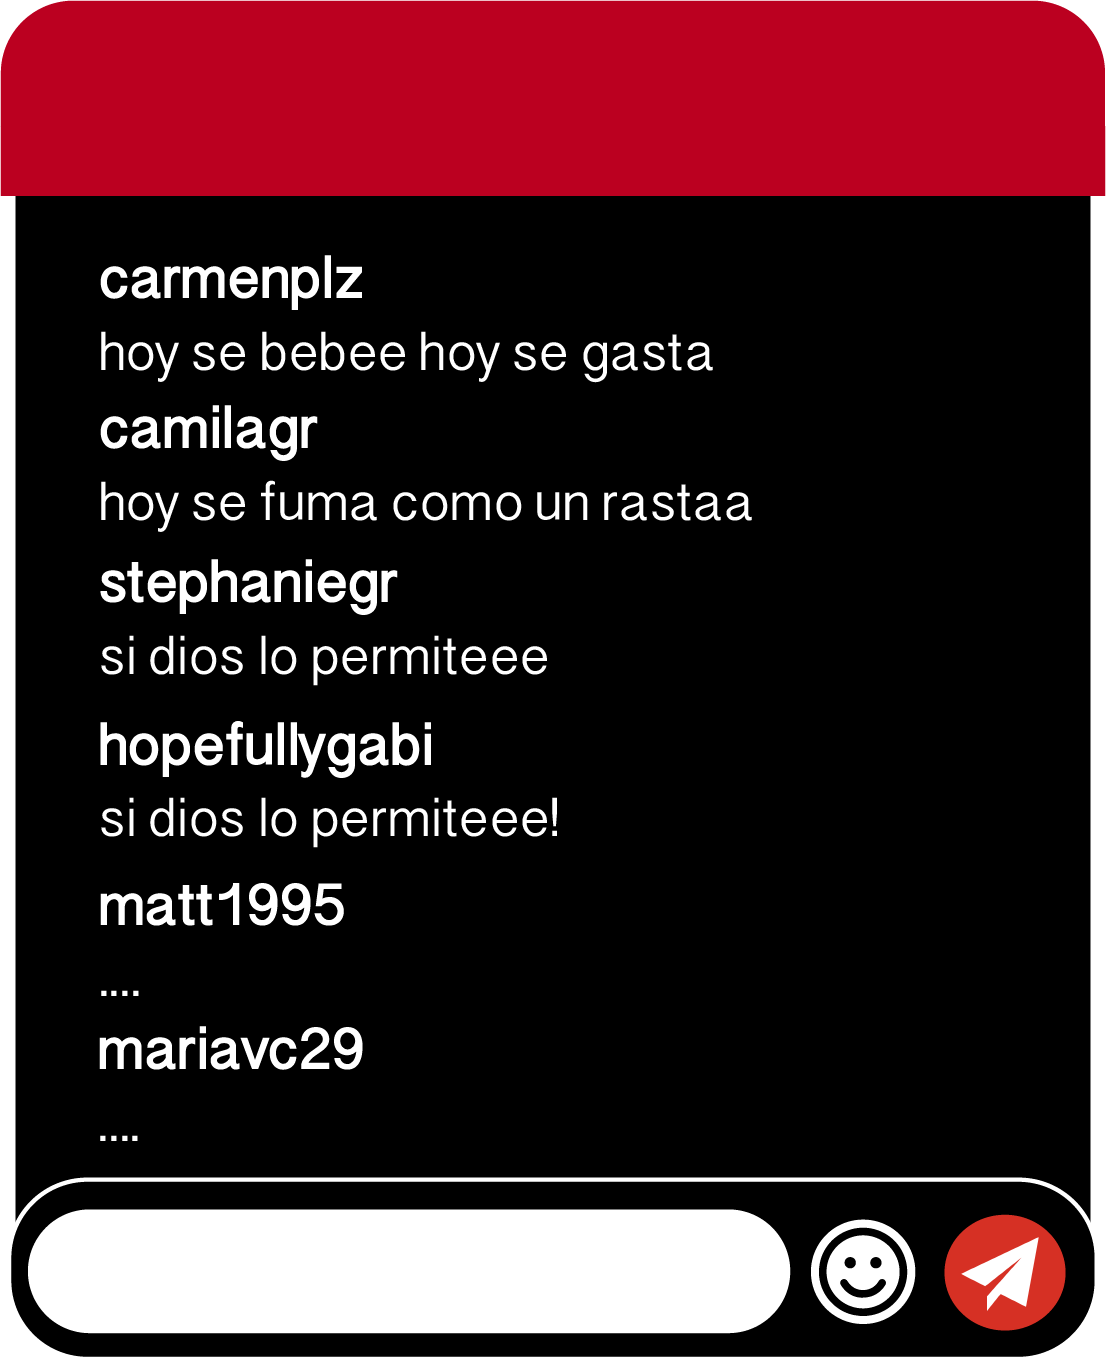 carmenplz
hoy se bebee hoy se gasta
camilagr
hoy se fuma como un rastaa
stephaniegr
si dios lo permiteee
hopefullygabi
si dios lo permiteee!
matt1995
....
mariavc29
....